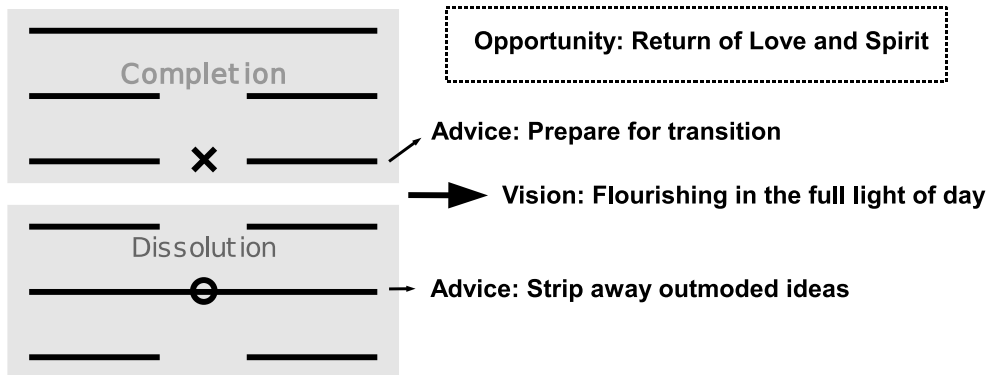 Opportunity: Return of Love and Spirit
Completion
Advice: Prepare for transition
Vision: Flourishing in the full light of day
Dissolution
Advice: Strip away outmoded ideas